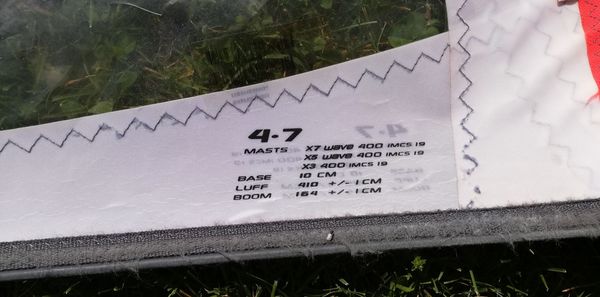 4.7
MASTS X7 wave 400 IMCS 19
X5 wave 400 IMCS 19
X3 400 IMCS 19
BASE 10 CM
LUFF 410 +/- 1 CM
BOOM 164 +/- 1 CM